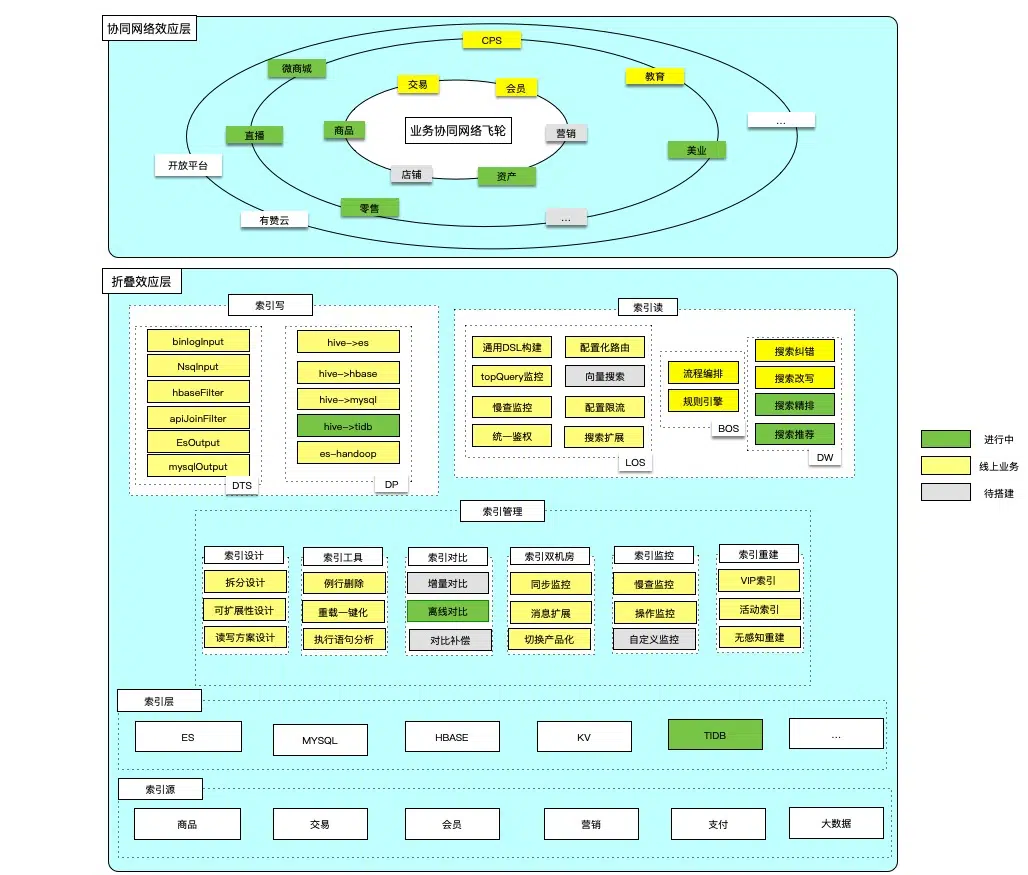 协同网络效应层
CPS
微商城
教育
交易
会员
...
商品
业务协同网络飞轮
营销
直播
美业
开放平台
店铺
资产
零售
有赞云
...
折叠效应层
索引写
binlogInput
NsqInput
hbaseFilter
apiJoinFilter
EsOutput
mysqlOutput
DTS
hive->es
hive->hbase
hive->mysql
hive->tidb
es-handoop
DP
索引读
通用DSL构建
配置化路由
topQuery监控
向量搜索
慢查监控
配置限流
统一鉴权
搜索扩展
LOS
流程编排
规则引擎
BOS
搜索纠错
搜索改写
搜索精排
搜索推荐
DW
进行中
线上业务
待搭建
索引管理
索引设计
拆分设计
可扩展性设计
读写方案设计
索引工具
例行删除
重载一键化
执行语句分析
索引对比
增量对比
离线对比
对比补偿
索引双机房
同步监控
消息扩展
切换产品化
索引监控
慢查监控
操作监控
自定义监控
索引重建
VIP索引
活动索引
无感知重建
索引层
ES
MYSQL
HBASE
KV
TIDB
...
索引源
商品
交易
会员
营销
支付
大数据